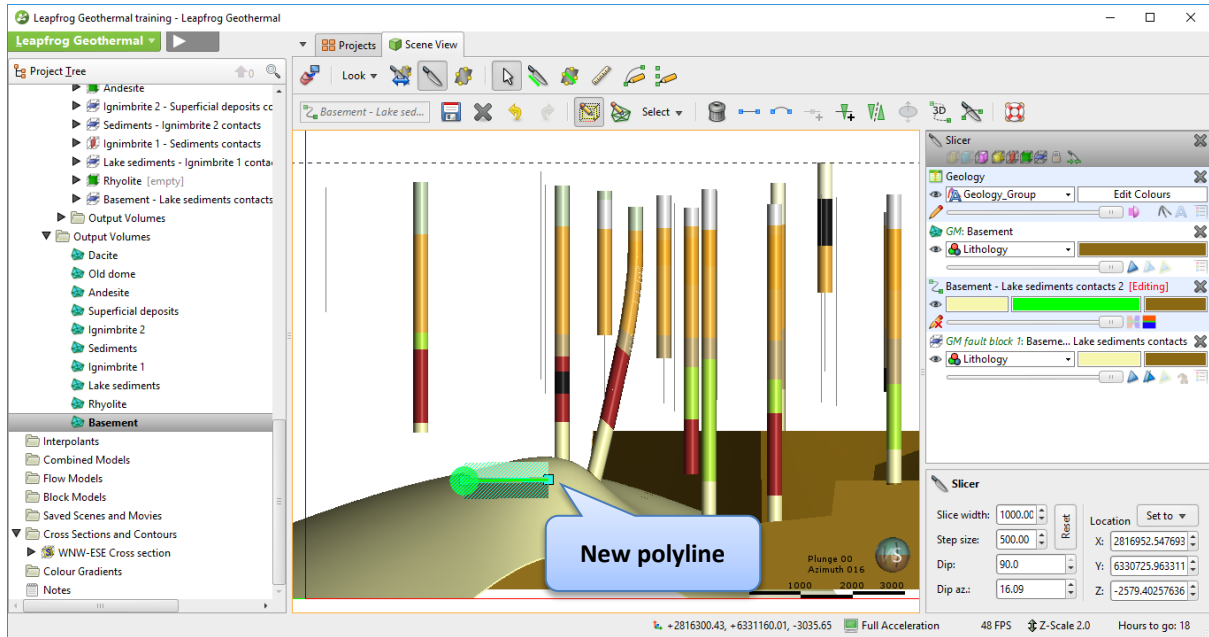 Leapfrog Geothermal training - Leapfrog Geothermal
Leapfrog Geothermal
Projects
Scene View
Project Tree
0
Look
Andesite
Ignimbrite 2 - Superficial deposits cc
Sediments - Ignimbrite 2 contacts
Ignimbrite 1 - Sediments contacts
Lake sediments - Ignimbrite 1 conta
Rhyolite [empty]
Basement - Lake sediments contacts
Output Volumes
Output Volumes
Dacite
Old dome
Andesite
Superficial deposits
Ignimbrite 2
Sediments
Ignimbrite 1
Lake sediments
Rhyolite
Basement
Interpolants
Combined Models
Flow Models
Block Models
Saved Scenes and Movies
Cross Sections and Contours
WNW-ESE Cross section
Colour Gradients
Notes
Basement - Lake sed...
Select
3D
New polyline
Plunge 00
Azimuth 016
1000 2000 3000
Slicer
Geology
Geology_Group
Edit Colours
GM: Basement
Lithology
Basement - Lake sediments contacts 2 [Editing]
GM fault block 1: Baseme... Lake sediments contacts
Lithology
Slicer
Slice width: 1000.00
Step size: 500.00
Reset
Dip: 90.0
Dip az.: 16.09
Location
Set to
X: 2816952.547693
Y: 6330725.963311
Z: -2579.40257636
+2816300.43, +6331160.01, -3035.65
Full Acceleration
48 FPS
Z-Scale 2.0
Hours to go: 18